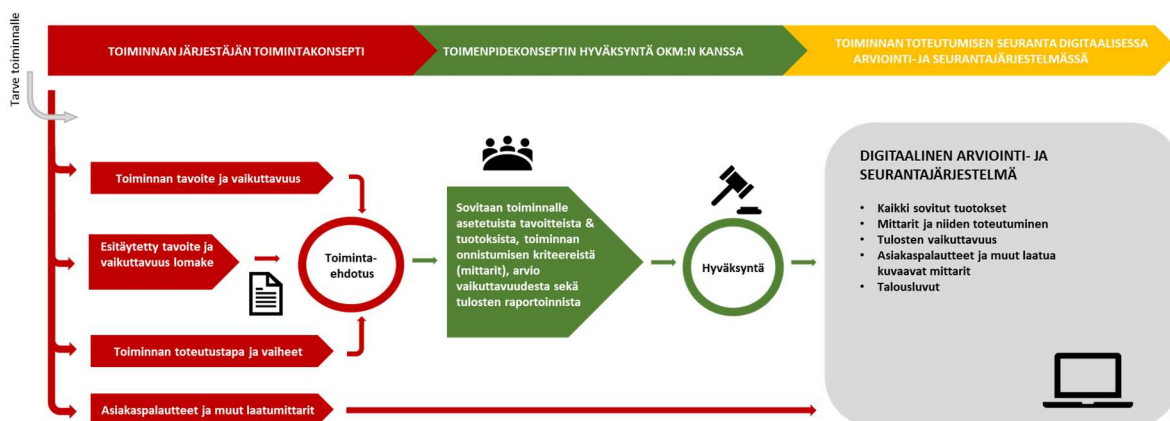 Tarve toiminnalle
TOIMINNAN JÄRJESTÄJÄN TOIMINTAKONSEPTI
TOIMENPIDEKONSEPTIN HYVÄKSYNTÄ OKM:N KANSSA
TOIMINNAN TOTEUTUMISEN SEURANTA DIGITAALISESSA
ARVIOINTI- JA SEURANTAJÄRJESTELMÄSSÄ
Toiminnan tavoite ja vaikuttavuus
Esitäytetty tavoite ja
vaikuttavuus lomake
Toiminnan toteutustapa ja vaiheet
Asiakaspalautteet ja muut laatumittarit
Toiminta-
ehdotus
Sovitaan toiminnalle
asetetuista tavoitteista &
tuotoksista, toiminnan
onnistumisen kriteereistä
(mittarit), arvio
vaikuttavuudesta sekä
tulosten raportoinnista
Hyväksyntä
DIGITAALINEN ARVIOINTI- JA
SEURANTAJÄRJESTELMÄ
• Kaikki sovitut tuotokset
• Mittarit ja niiden toteutuminen
• Tulosten vaikuttavuus
• Asiakaspalautteet ja muut laatua
kuvaavat mittarit
• Talousluvut